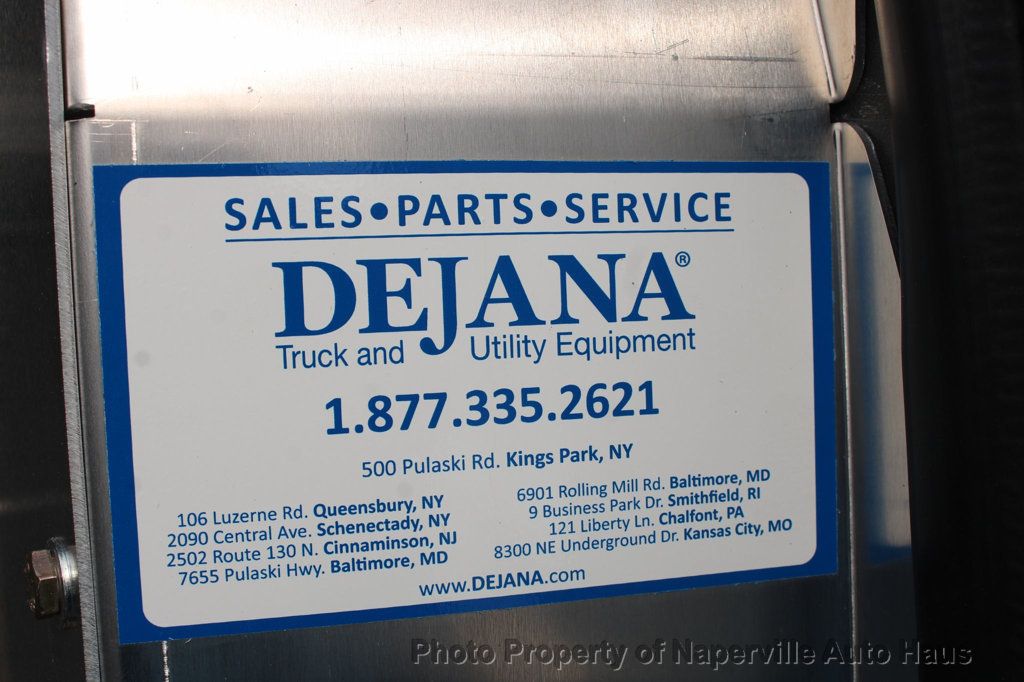 SALES•PARTS•SERVICE
DEJANA®
Truck and Utility Equipment
1.877.335.2621
500 Pulaski Rd. Kings Park, NY
106 Luzerne Rd. Queensbury, NY
2090 Central Ave. Schenectady, NY
2502 Route 130 N. Cinnaminson, NJ
7655 Pulaski Hwy. Baltimore, MD
6901 Rolling Mill Rd. Baltimore, MD
9 Business Park Dr. Smithfield, RI
121 Liberty Ln. Chalfont, PA
8300 NE Underground Dr. Kansas City, MO
www.DEJANA.com
Photo Property of Naperville Auto Haus